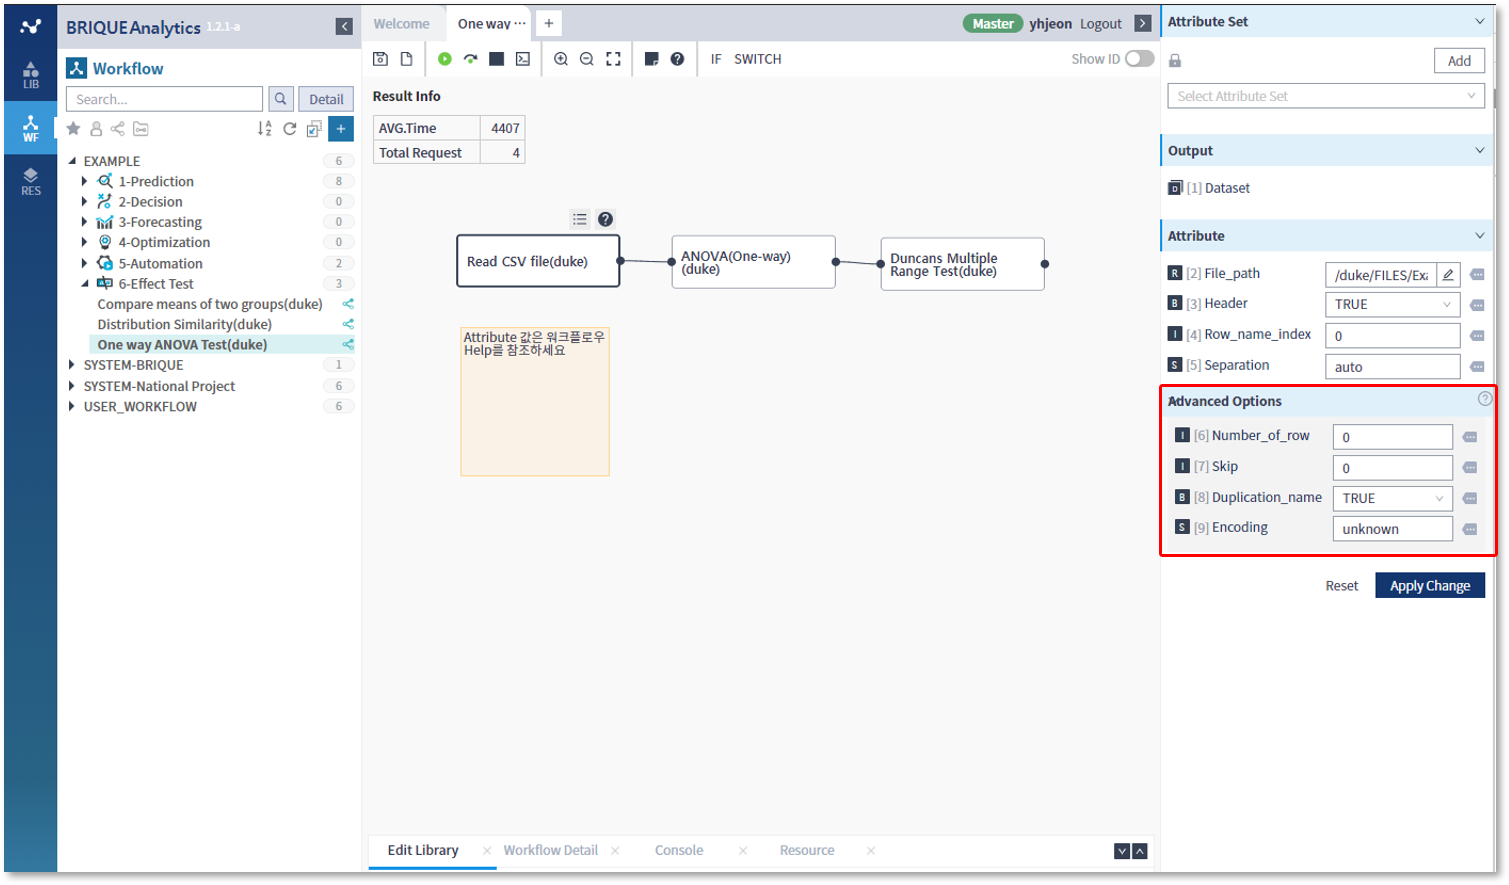 BRIQUE Analytics 1.2.1-a
LIB
WF
RES
Workflow
Search...
Detail
EXAMPLE 6
1-Prediction 8
2-Decision 0
3-Forecasting 0
4-Optimization 0
5-Automation 2
6-Effect Test 3
Compare means of two groups(duke)
Distribution Similarity(duke)
One way ANOVA Test(duke)
SYSTEM-BRIQUE 1
SYSTEM-National Project 6
USER_WORKFLOW 6
Welcome
One way ···
Master yhjeon Logout
IF SWITCH
Show ID
Result Info
AVG.Time 4407
Total Request 4
Read CSV file(duke)
ANOVA(One-way)
(duke)
Duncans Multiple
Range Test(duke)
Attribute 값은 워크플로우
Help를 참조하세요
Edit Library
Workflow Detail
Console
Resource
Attribute Set
Add
Select Attribute Set
Output
D [1] Dataset
Attribute
R [2] File_path /duke/FILES/Exa
B [3] Header TRUE
I [4] Row_name_index 0
S [5] Separation auto
Advanced Options
I [6] Number_of_row 0
I [7] Skip 0
B [8] Duplication_name TRUE
S [9] Encoding unknown
Reset
Apply Change